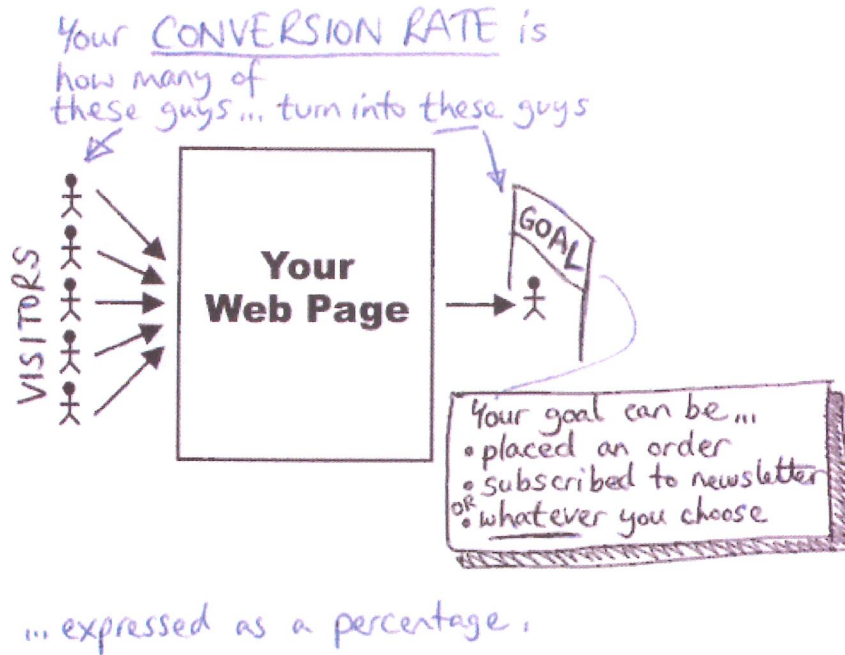 Your CONVERSION RATE is
how many of
these guys... turn into these guys
VISITORS
Your
Web Page
GOAL
Your goal can be...
• placed an order
• subscribed to newsletter
OR
• whatever you choose
... expressed as a percentage.